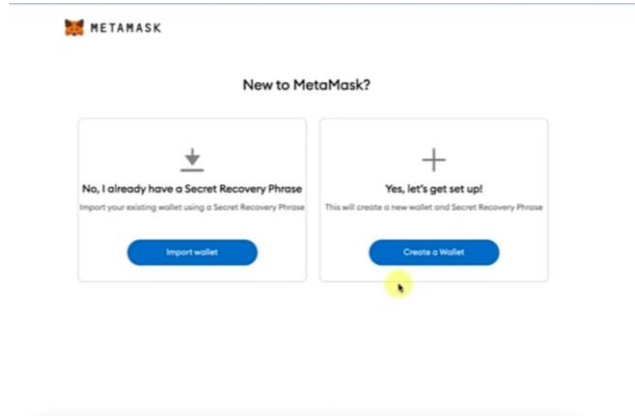 METAMASK
New to MetaMask?
No, I already have a Secret Recovery Phrase
Import your existing wallet using a Secret Recovery Phrase
Import wallet
Yes, let's get set up!
This will create a new wallet and Secret Recovery Phrase
Create a Wallet